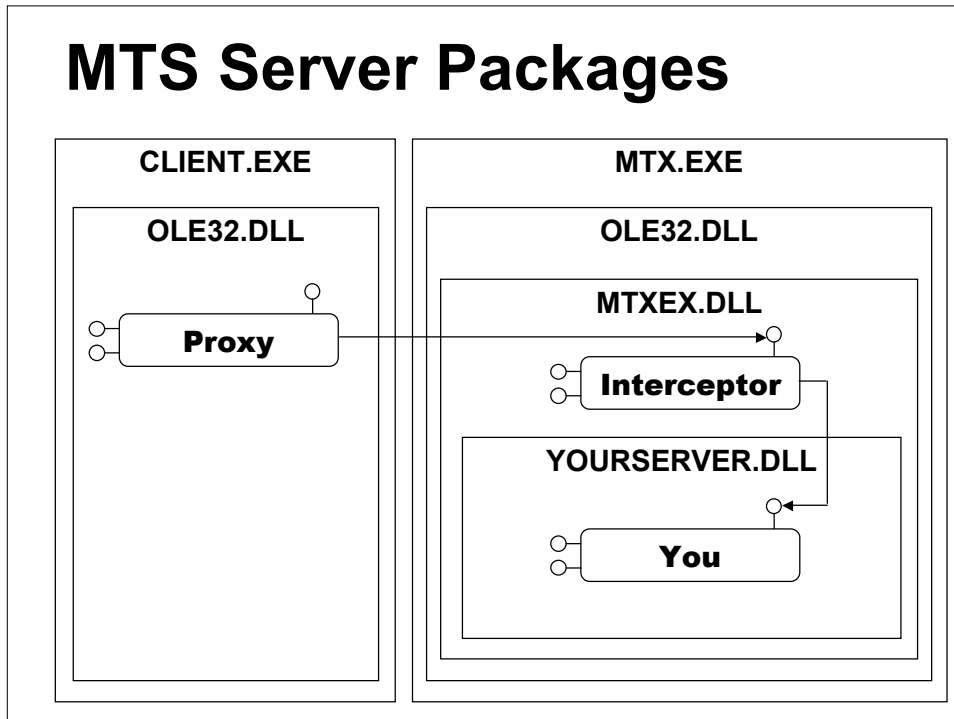 MTS Server Packages
CLIENT.EXE
OLE32.DLL
Proxy
MTX.EXE
OLE32.DLL
MTXEX.DLL
Interceptor
YOURSERVER.DLL
You